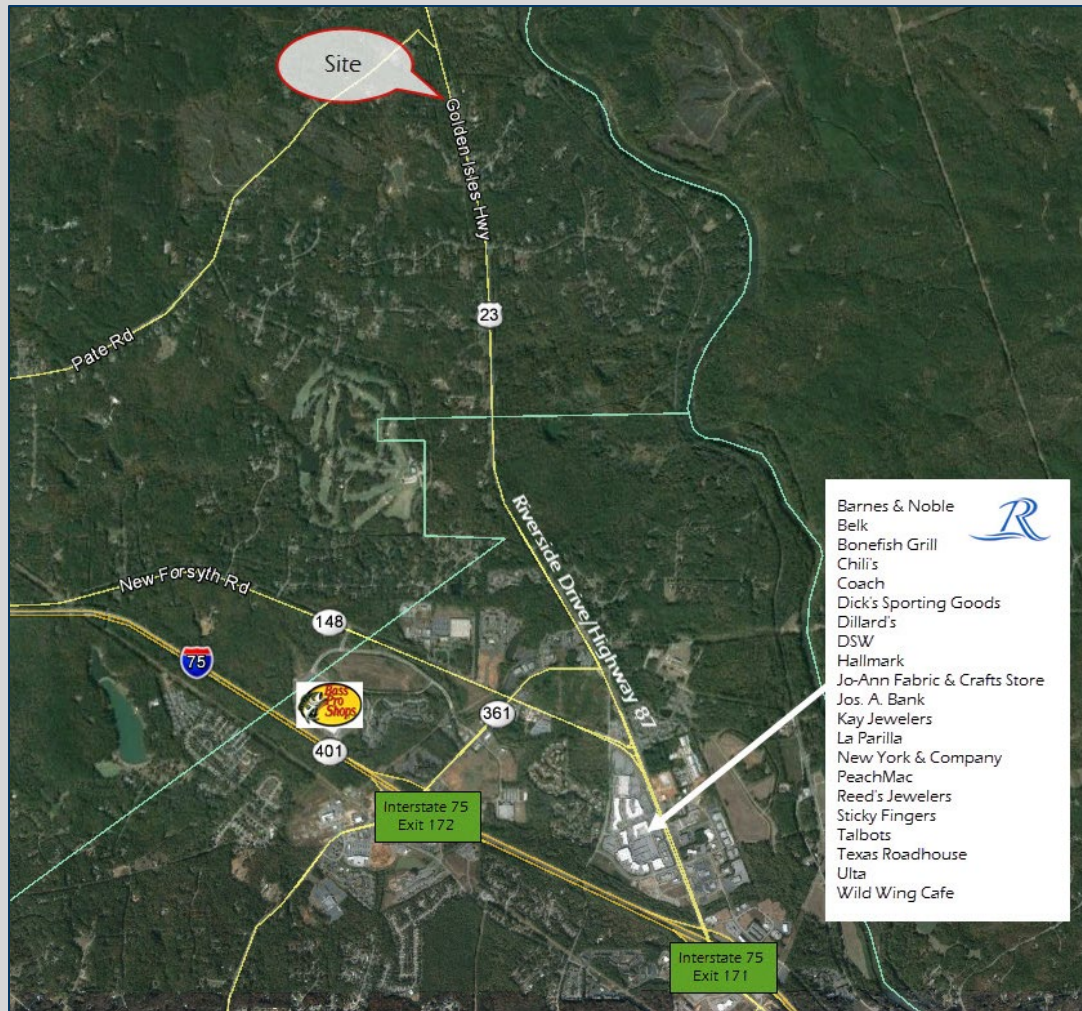 Site
Golden Isles Hwy
23
Pate Rd
Riverside Drive/Highway 87
New Forsyth Rd
148
75
Bass
Pro
Shops
361
401
Interstate 75
Exit 172
Interstate 75
Exit 171
R
Barnes & Noble
Belk
Bonefish Grill
Chili's
Coach
Dick's Sporting Goods
Dillard's
DSW
Hallmark
Jo-Ann Fabric & Crafts Store
Jos. A. Bank
Kay Jewelers
La Parilla
New York & Company
PeachMac
Reed's Jewelers
Sticky Fingers
Talbots
Texas Roadhouse
Ulta
Wild Wing Cafe